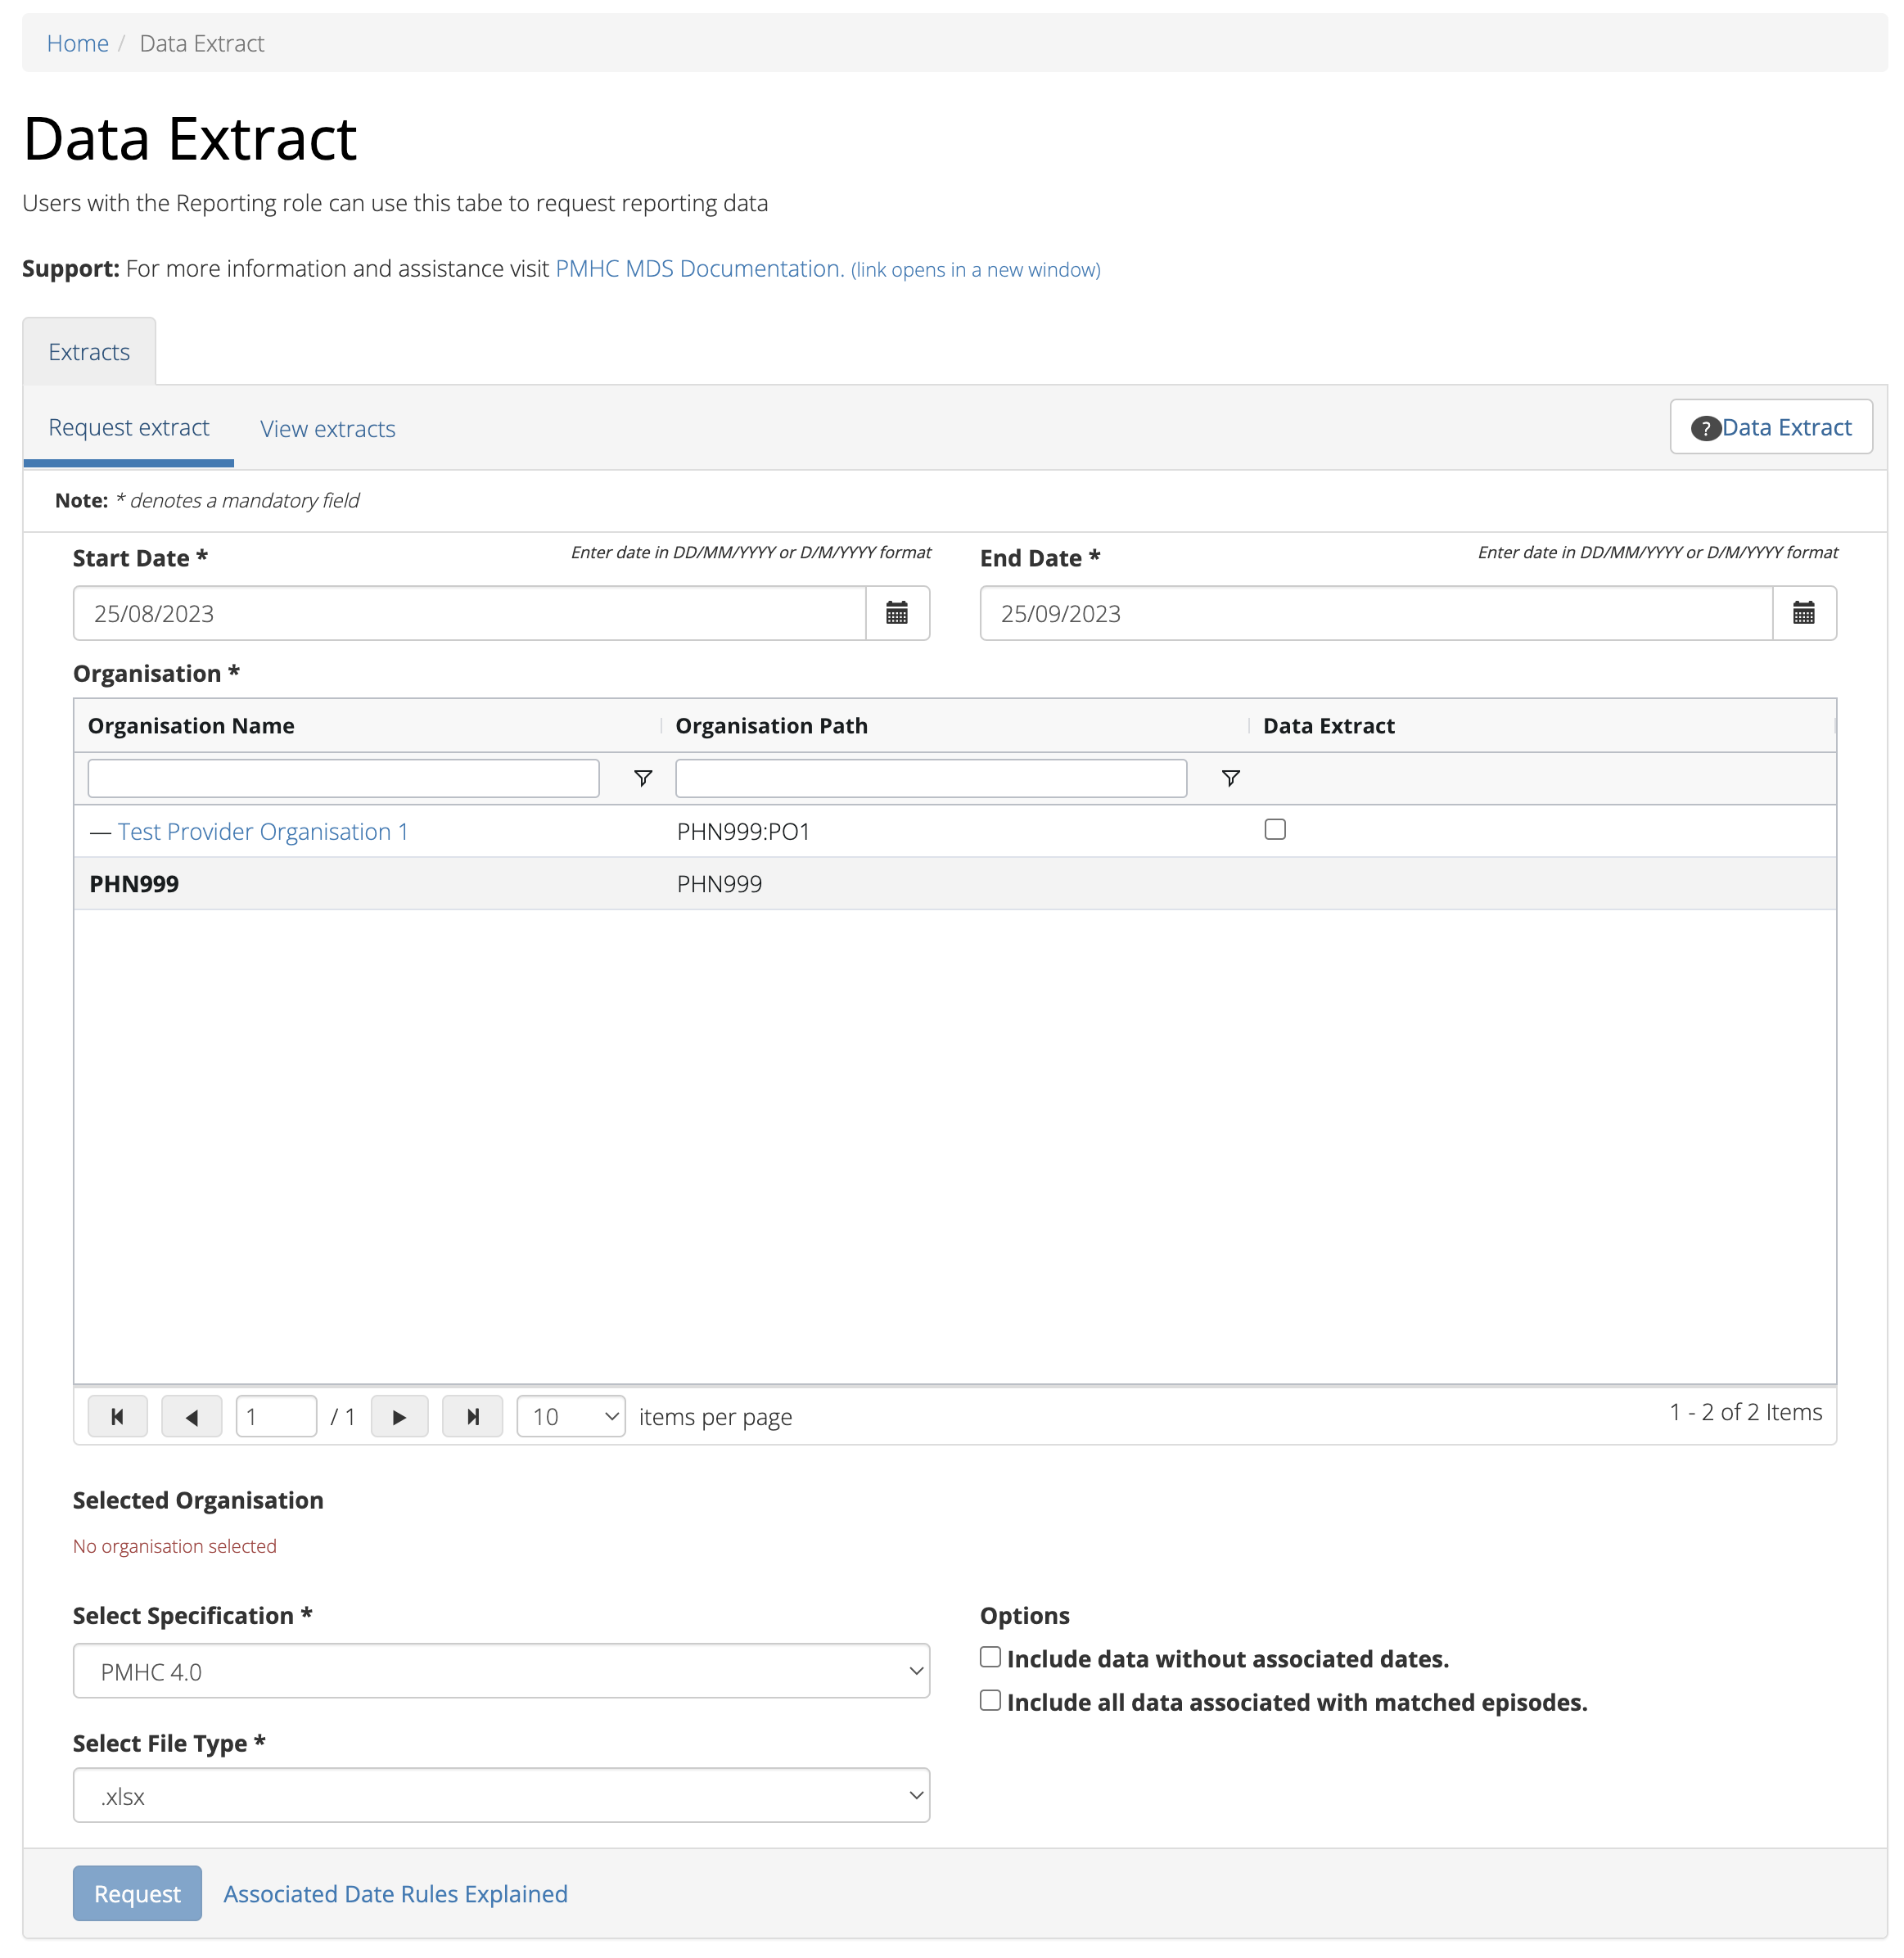 Home / Data Extract
Data Extract
Users with the Reporting role can use this tabe to request reporting data
Support: For more information and assistance visit PMHC MDS Documentation. (link opens in a new window)
Extracts
Request extract View extracts ? Data Extract
Note: * denotes a mandatory field
Start Date * Enter date in DD/MM/YYYY or D/M/YYYY format End Date * Enter date in DD/MM/YYYY or D/M/YYYY format
25/08/2023 25/09/2023
Organisation *
Organisation Name Organisation Path Data Extract
— Test Provider Organisation 1 PHN999:PO1
PHN999 PHN999
1 / 1 10 items per page 1 - 2 of 2 Items
Selected Organisation
No organisation selected
Select Specification * Options
PMHC 4.0 Include data without associated dates.
Include all data associated with matched episodes.
Select File Type *
.xlsx
Request Associated Date Rules Explained